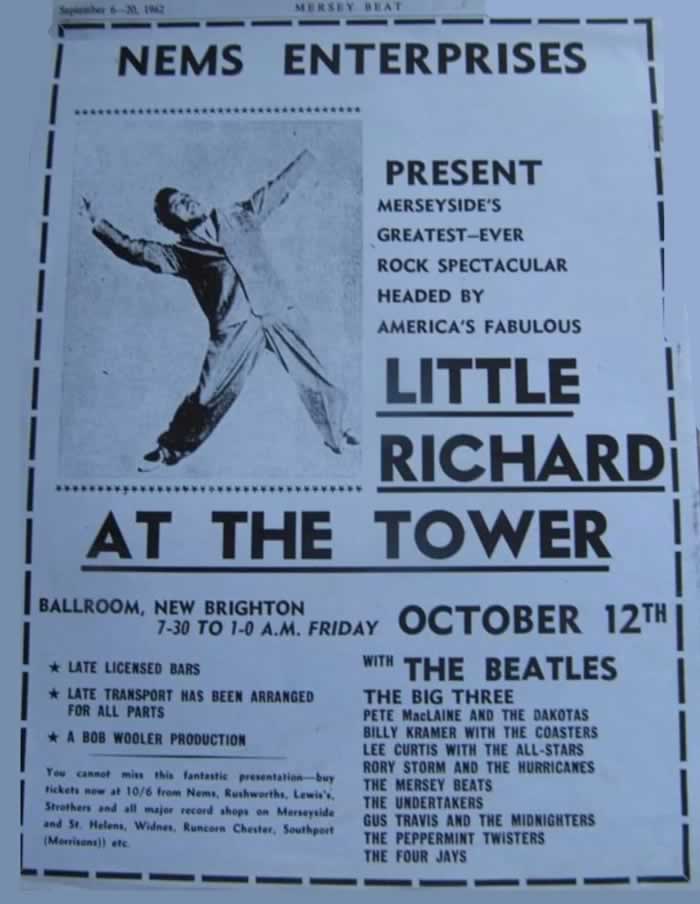 September 6—20, 1962
MERSEY BEAT
NEMS ENTERPRISES
PRESENT
MERSEYSIDE'S
GREATEST—EVER
ROCK SPECTACULAR
HEADED BY
AMERICA'S FABULOUS
LITTLE
RICHARD
AT THE TOWER
BALLROOM, NEW BRIGHTON
7-30 TO 1-0 A.M. FRIDAY
OCTOBER 12TH
★ LATE LICENSED BARS
★ LATE TRANSPORT HAS BEEN ARRANGED
FOR ALL PARTS
★ A BOB WOOLER PRODUCTION
You cannot miss this fantastic presentation—buy
tickets now at 10/6 from Nems, Rushworths, Lewis's,
Strothers and all major record shops on Merseyside
and St. Helens, Widnes, Runcorn Chester, Southport
(Morrisons)) etc.
WITH THE BEATLES
THE BIG THREE
PETE MacLAINE AND THE DAKOTAS
BILLY KRAMER WITH THE COASTERS
LEE CURTIS WITH THE ALL-STARS
RORY STORM AND THE HURRICANES
THE MERSEY BEATS
THE UNDERTAKERS
GUS TRAVIS AND THE MIDNIGHTERS
THE PEPPERMINT TWISTERS
THE FOUR JAYS